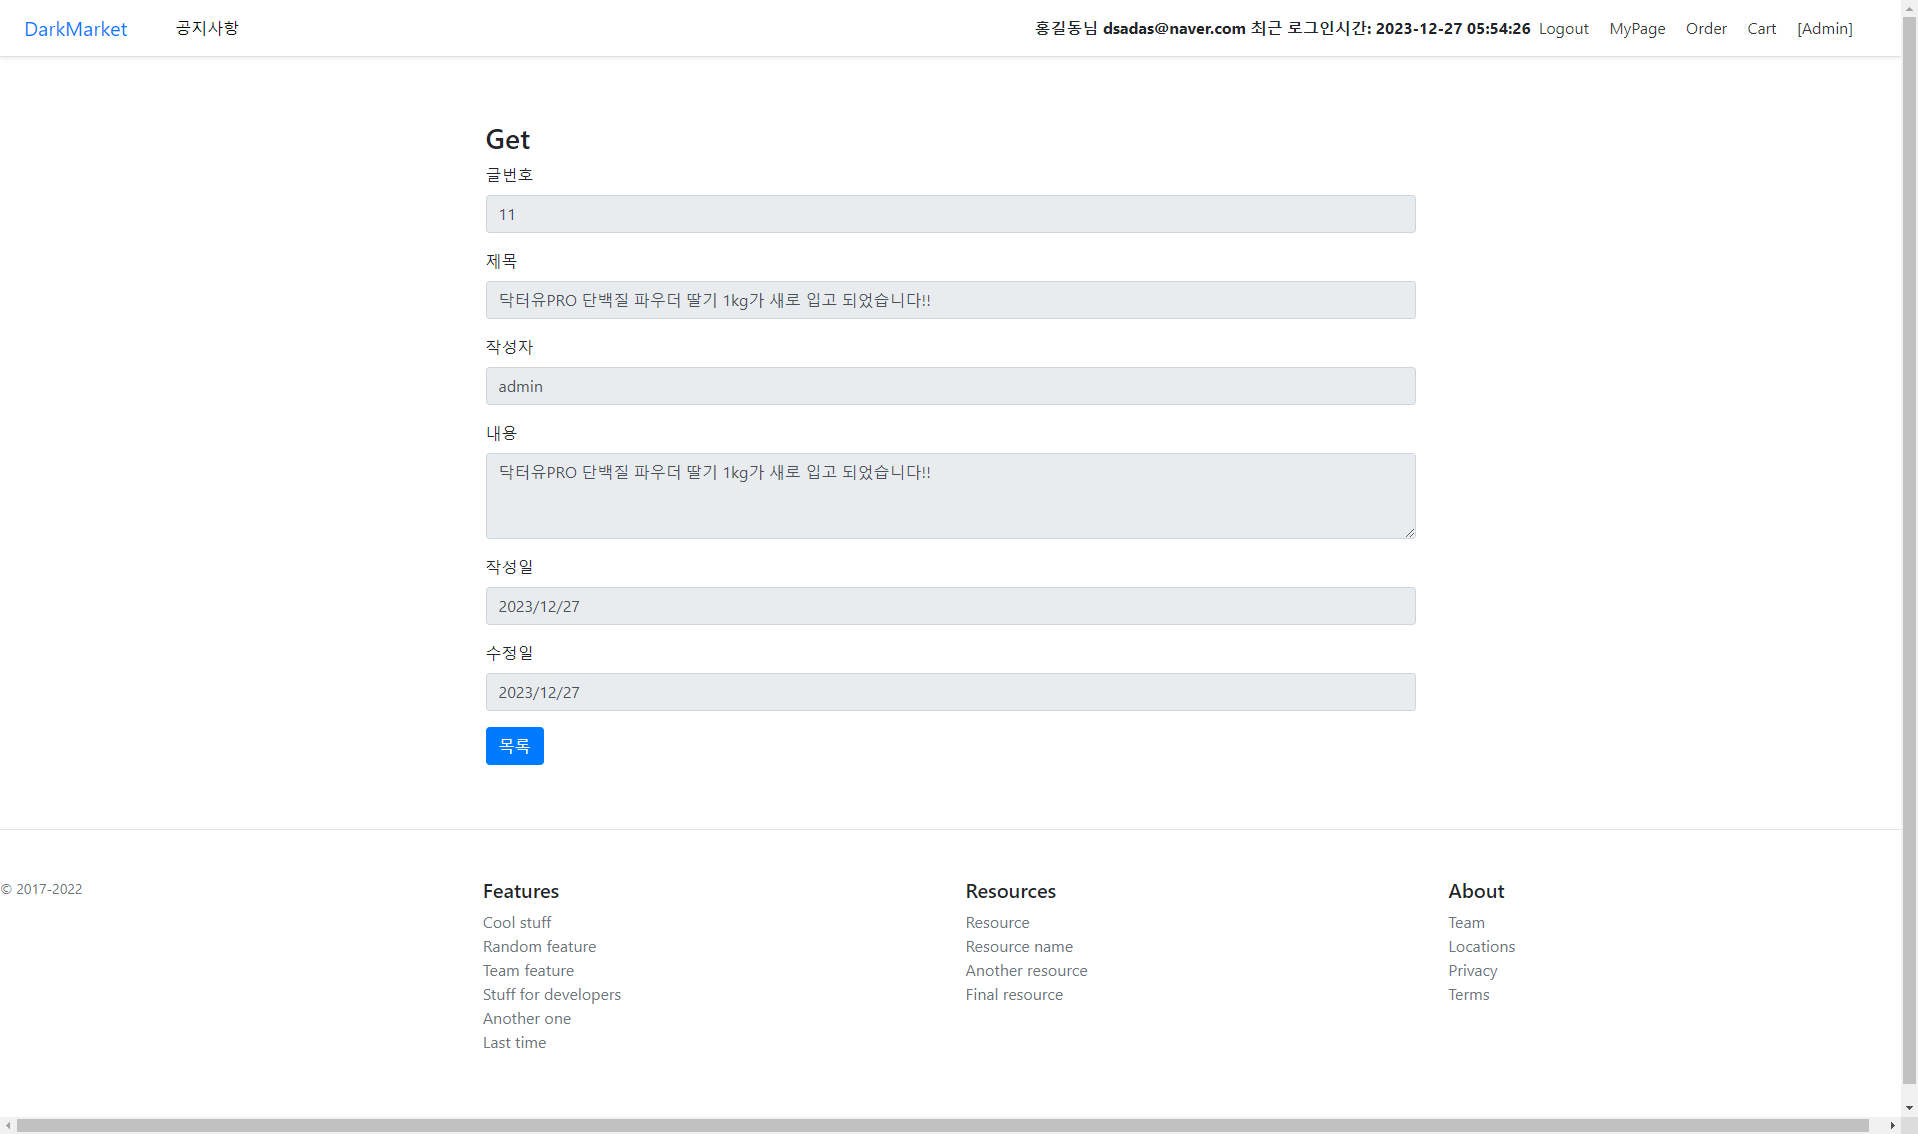 DarkMarket 공지사항 홍길동님 dsadas@naver.com 최근 로그인시간: 2023-12-27 05:54:26 Logout MyPage Order Cart [Admin]
Get
글번호
11
제목
닥터유PRO 단백질 파우더 딸기 1kg가 새로 입고 되었습니다!!
작성자
admin
내용
닥터유PRO 단백질 파우더 딸기 1kg가 새로 입고 되었습니다!!
작성일
2023/12/27
수정일
2023/12/27
목록
© 2017-2022
Features
Cool stuff
Random feature
Team feature
Stuff for developers
Another one
Last time
Resources
Resource
Resource name
Another resource
Final resource
About
Team
Locations
Privacy
Terms